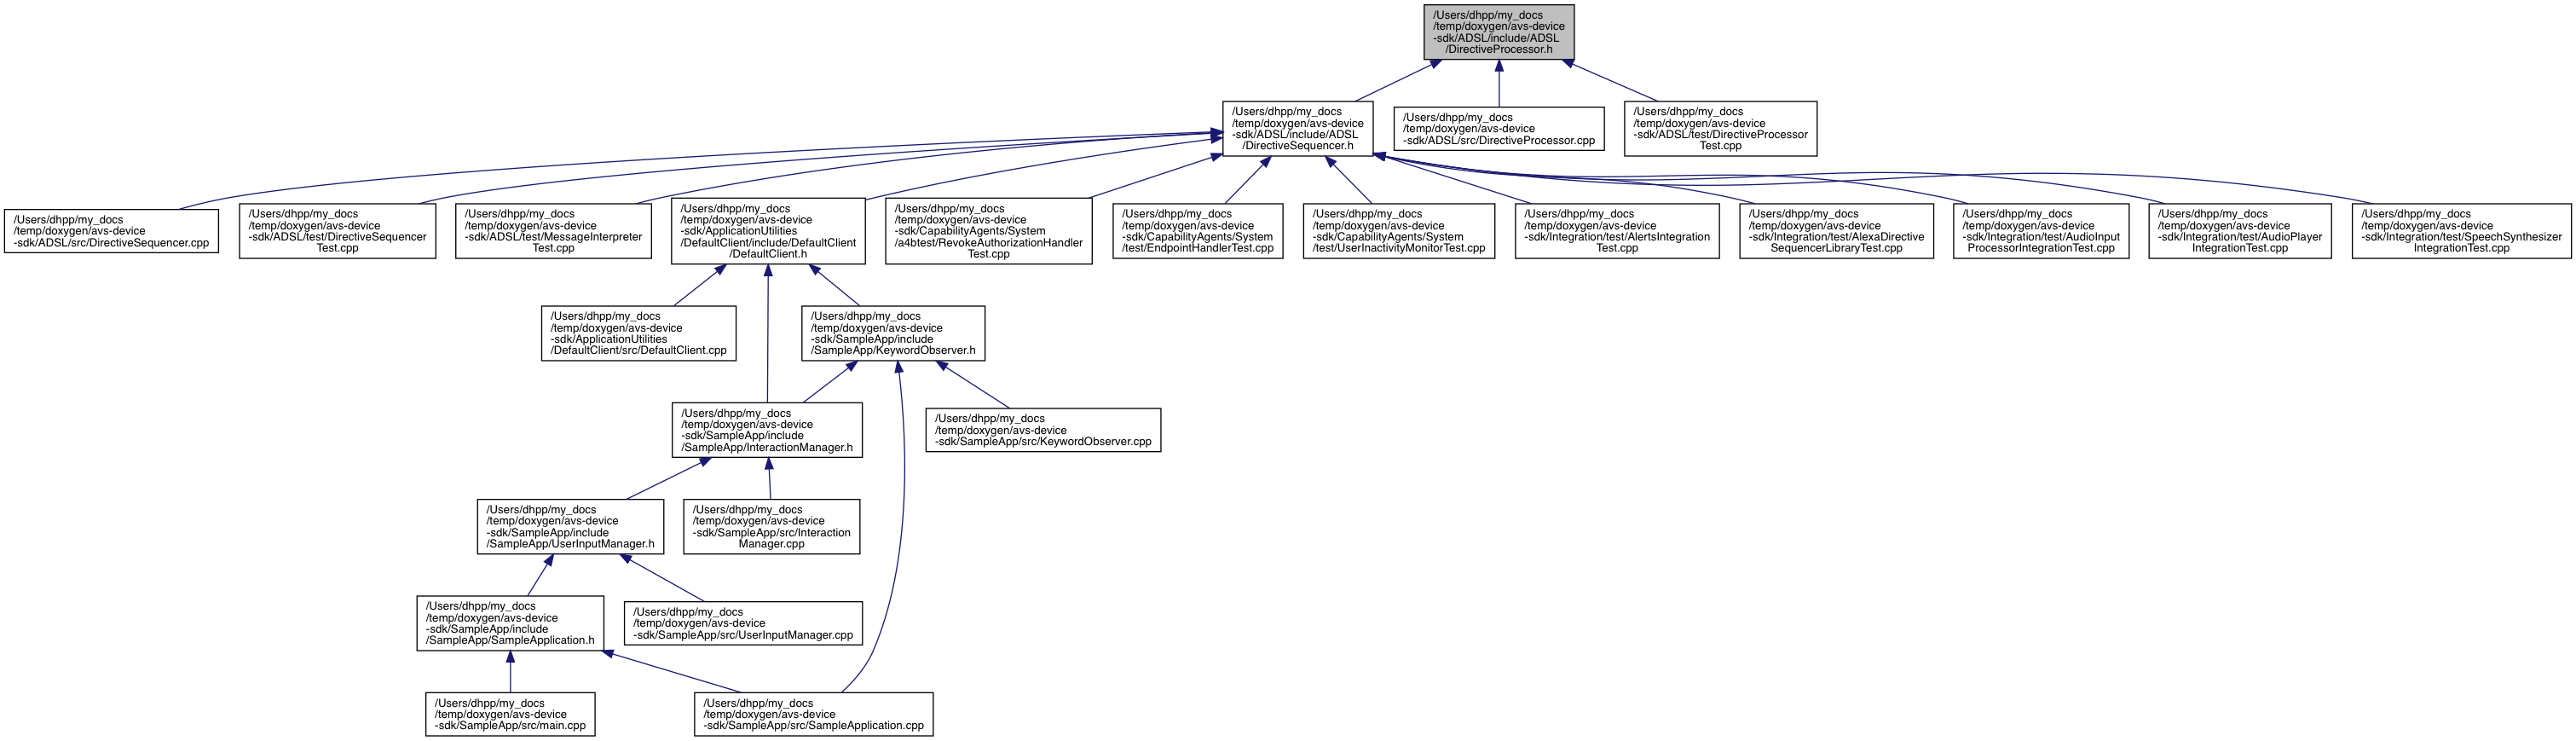 /Users/dhpp/my_docs
/temp/doxygen/avs-device
-sdk/ADSL/include/ADSL
/DirectiveProcessor.h
/Users/dhpp/my_docs
/temp/doxygen/avs-device
-sdk/ADSL/include/ADSL
/DirectiveSequencer.h
/Users/dhpp/my_docs
/temp/doxygen/avs-device
-sdk/ADSL/src/DirectiveProcessor.cpp
/Users/dhpp/my_docs
/temp/doxygen/avs-device
-sdk/ADSL/test/DirectiveProcessor
Test.cpp
/Users/dhpp/my_docs
/temp/doxygen/avs-device
-sdk/ADSL/src/DirectiveSequencer.cpp
/Users/dhpp/my_docs
/temp/doxygen/avs-device
-sdk/ADSL/test/DirectiveSequencer
Test.cpp
/Users/dhpp/my_docs
/temp/doxygen/avs-device
-sdk/ADSL/test/MessageInterpreter
Test.cpp
/Users/dhpp/my_docs
/temp/doxygen/avs-device
-sdk/ApplicationUtilities
/DefaultClient/include/DefaultClient
/DefaultClient.h
/Users/dhpp/my_docs
/temp/doxygen/avs-device
-sdk/CapabilityAgents/System
/a4btest/RevokeAuthorizationHandler
Test.cpp
/Users/dhpp/my_docs
/temp/doxygen/avs-device
-sdk/CapabilityAgents/System
/test/EndpointHandlerTest.cpp
/Users/dhpp/my_docs
/temp/doxygen/avs-device
-sdk/CapabilityAgents/System
/test/UserInactivityMonitorTest.cpp
/Users/dhpp/my_docs
/temp/doxygen/avs-device
-sdk/Integration/test/AlertsIntegration
Test.cpp
/Users/dhpp/my_docs
/temp/doxygen/avs-device
-sdk/Integration/test/AlexaDirective
SequencerLibraryTest.cpp
/Users/dhpp/my_docs
/temp/doxygen/avs-device
-sdk/Integration/test/AudioInput
ProcessorIntegrationTest.cpp
/Users/dhpp/my_docs
/temp/doxygen/avs-device
-sdk/Integration/test/AudioPlayer
IntegrationTest.cpp
/Users/dhpp/my_docs
/temp/doxygen/avs-device
-sdk/Integration/test/SpeechSynthesizer
IntegrationTest.cpp
/Users/dhpp/my_docs
/temp/doxygen/avs-device
-sdk/ApplicationUtilities
/DefaultClient/src/DefaultClient.cpp
/Users/dhpp/my_docs
/temp/doxygen/avs-device
-sdk/SampleApp/include
/SampleApp/KeywordObserver.h
/Users/dhpp/my_docs
/temp/doxygen/avs-device
-sdk/SampleApp/include
/SampleApp/InteractionManager.h
/Users/dhpp/my_docs
/temp/doxygen/avs-device
-sdk/SampleApp/src/KeywordObserver.cpp
/Users/dhpp/my_docs
/temp/doxygen/avs-device
-sdk/SampleApp/include
/SampleApp/UserInputManager.h
/Users/dhpp/my_docs
/temp/doxygen/avs-device
-sdk/SampleApp/src/Interaction
Manager.cpp
/Users/dhpp/my_docs
/temp/doxygen/avs-device
-sdk/SampleApp/include
/SampleApp/SampleApplication.h
/Users/dhpp/my_docs
/temp/doxygen/avs-device
-sdk/SampleApp/src/UserInputManager.cpp
/Users/dhpp/my_docs
/temp/doxygen/avs-device
-sdk/SampleApp/src/main.cpp
/Users/dhpp/my_docs
/temp/doxygen/avs-device
-sdk/SampleApp/src/SampleApplication.cpp